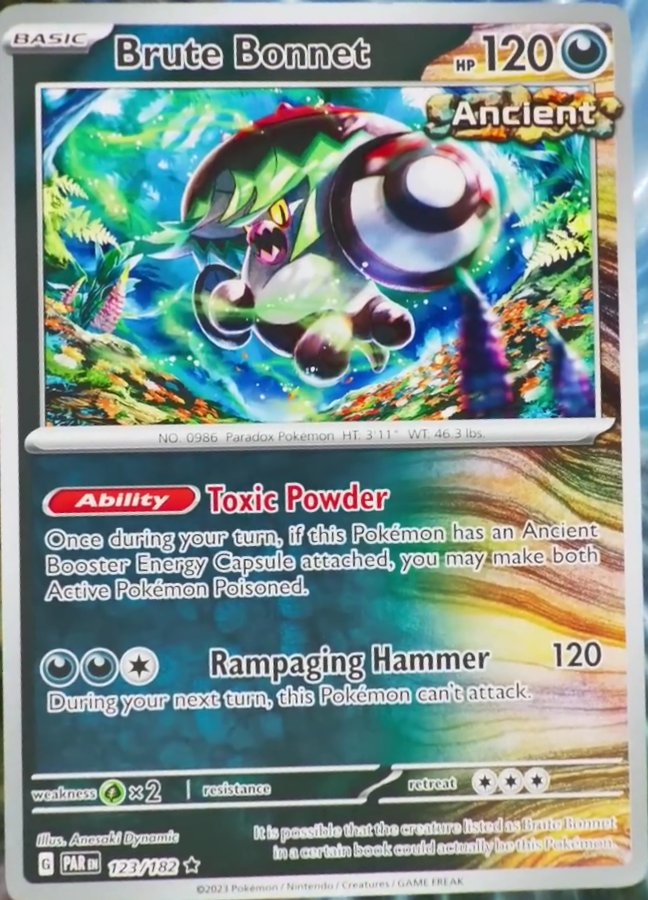 BASIC Brute Bonnet HP 120
Ancient
NO. 0986 Paradox Pokémon HT. 3'11" WT. 46.3 lbs.
Ability Toxic Powder
Once during your turn, if this Pokémon has an Ancient
Booster Energy Capsule attached, you may make both
Active Pokémon Poisoned.
Rampaging Hammer 120
During your next turn, this Pokémon can't attack.
weakness ×2 resistance retreat
Illus. Anesaki Dynamic
It is possible that the creature listed as Brute Bonnet
in a certain book could actually be this Pokémon.
G PAR EN 123/182
©2023 Pokémon / Nintendo / Creatures / GAME FREAK